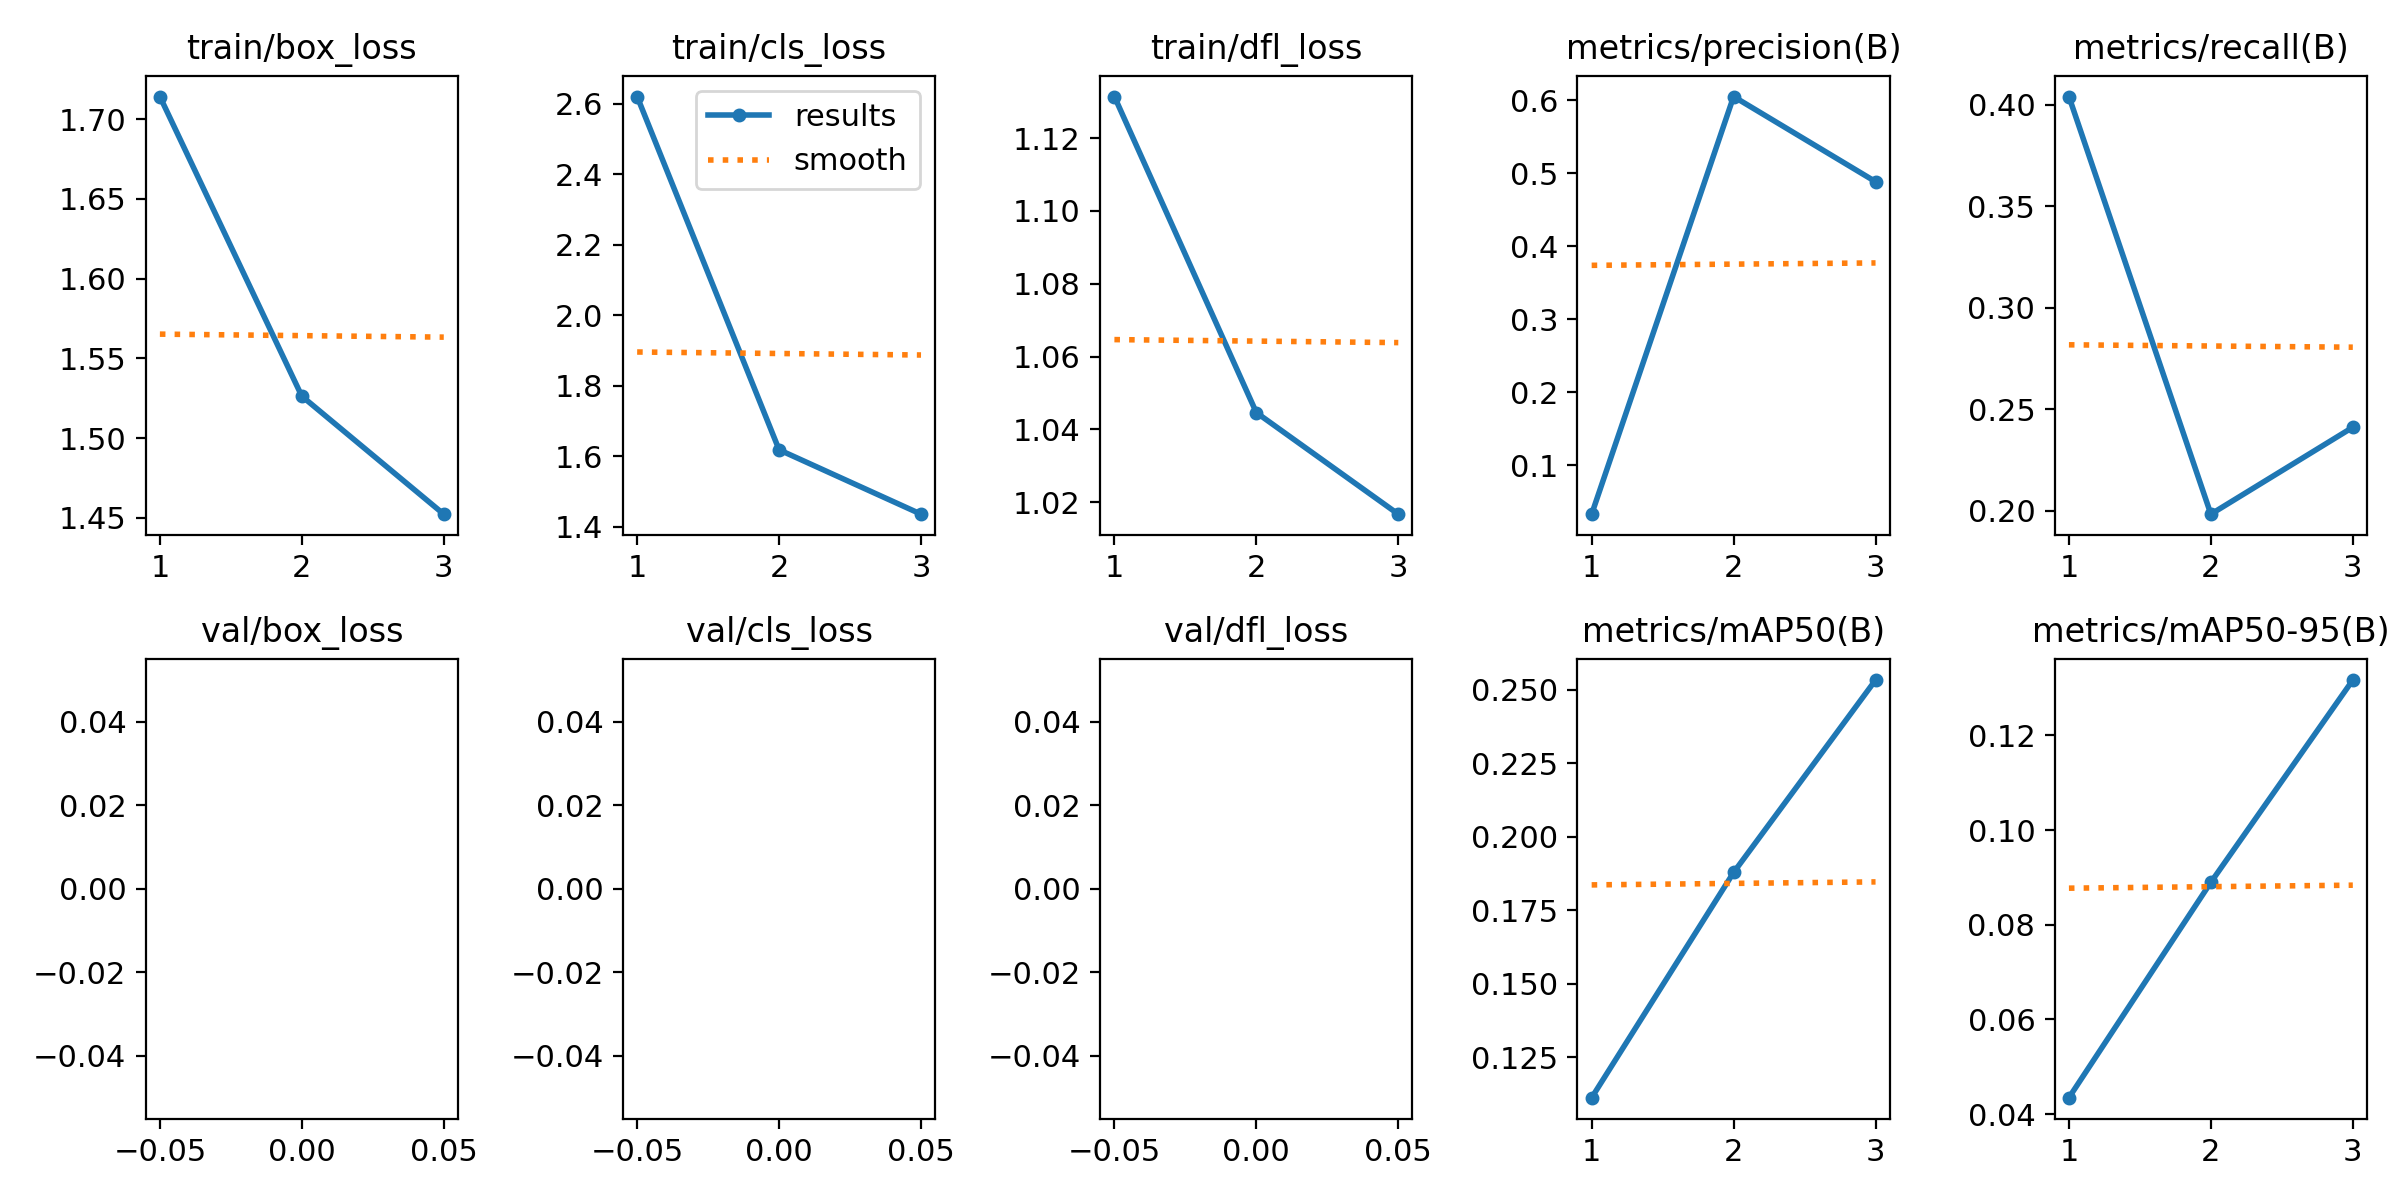 train/box_loss
train/cls_loss
train/dfl_loss
metrics/precision(B)
metrics/recall(B)
1.70
1.65
1.60
1.55
1.50
1.45
1 2 3
2.6
2.4
2.2
2.0
1.8
1.6
1.4
1 2 3
results
smooth
1.12
1.10
1.08
1.06
1.04
1.02
1 2 3
0.6
0.5
0.4
0.3
0.2
0.1
1 2 3
0.40
0.35
0.30
0.25
0.20
1 2 3
val/box_loss
val/cls_loss
val/dfl_loss
metrics/mAP50(B)
metrics/mAP50-95(B)
0.04
0.02
0.00
−0.02
−0.04
−0.05 0.00 0.05
0.04
0.02
0.00
−0.02
−0.04
−0.05 0.00 0.05
0.04
0.02
0.00
−0.02
−0.04
−0.05 0.00 0.05
0.250
0.225
0.200
0.175
0.150
0.125
1 2 3
0.12
0.10
0.08
0.06
0.04
1 2 3